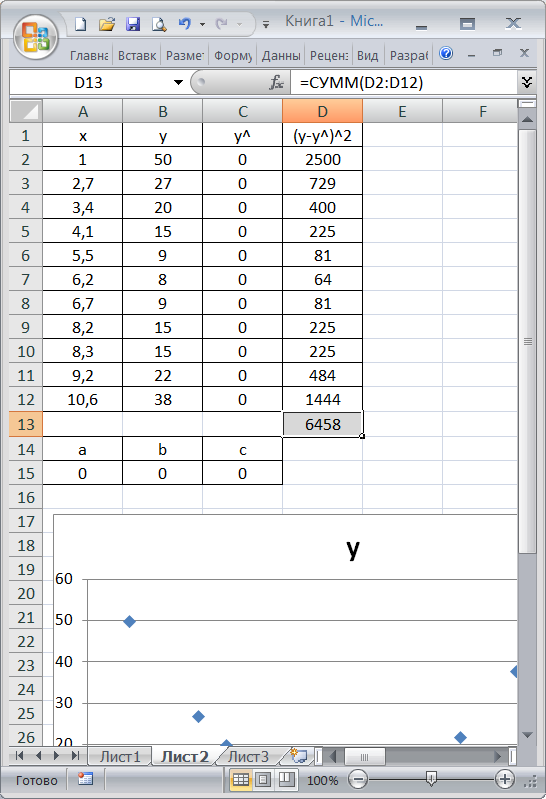 Книга1 - Mic...
Главна Вставк Размет Форму Данны Реценз Вид Разраб
D13 fx =СУММ(D2:D12)
A B C D E F
1 x y y^ (y-y^)^2
2 1 50 0 2500
3 2,7 27 0 729
4 3,4 20 0 400
5 4,1 15 0 225
6 5,5 9 0 81
7 6,2 8 0 64
8 6,7 9 0 81
9 8,2 15 0 225
10 8,3 15 0 225
11 9,2 22 0 484
12 10,6 38 0 1444
13 6458
14 a b c
15 0 0 0
16
17
18 y
19
20 60
21 50
22
23 40
24
25 30
26 20
Лист1 Лист2 Лист3
Готово 100%